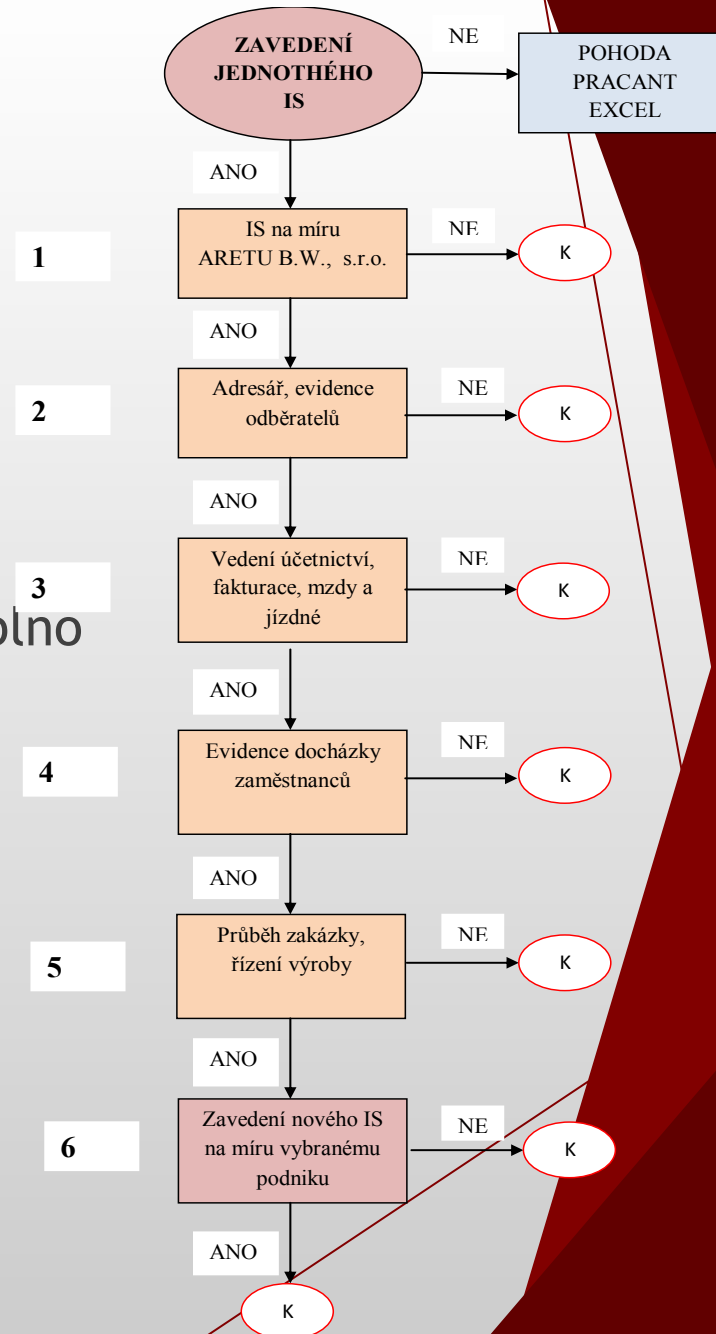 ZAVEDENÍ
JEDNOTHÉHO
IS
NE
POHODA
PRACANT
EXCEL
ANO
1
IS na míru
ARETU B.W., s.r.o.
NE
K
ANO
2
Adresář, evidence
odběratelů
NE
K
ANO
3
Vedení účetnictví,
fakturace, mzdy a
jízdné
NE
K
olno
ANO
4
Evidence docházky
zaměstnanců
NE
K
ANO
5
Průběh zakázky,
řízení výroby
NE
K
ANO
6
Zavedení nového IS
na míru vybranému
podniku
NE
K
ANO
K